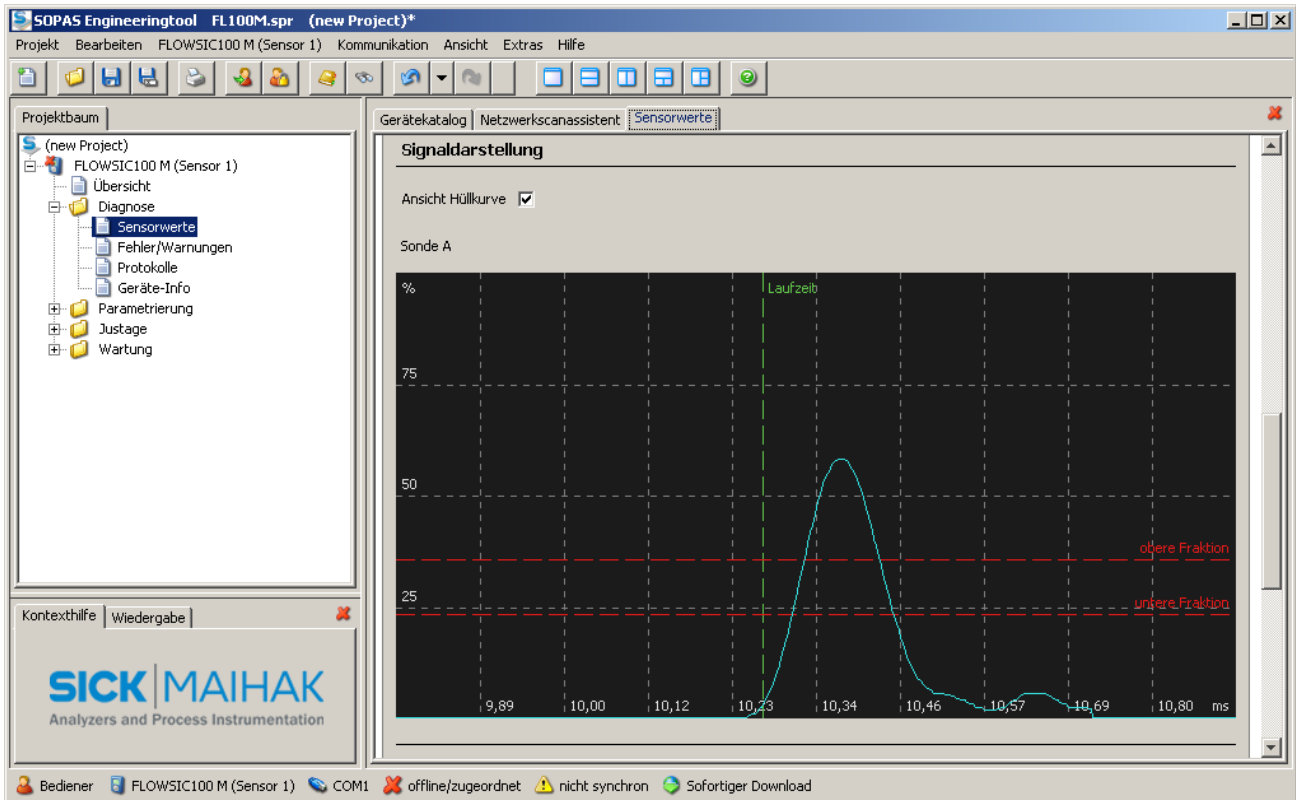 SOPAS Engineeringtool FL100M.spr (new Project)*
Projekt Bearbeiten FLOWSIC100 M (Sensor 1) Kommunikation Ansicht Extras Hilfe
Projektbaum
(new Project)
FLOWSIC100 M (Sensor 1)
Übersicht
Diagnose
Sensorwerte
Fehler/Warnungen
Protokolle
Geräte-Info
Parametrierung
Justage
Wartung
Kontexthilfe Wiedergabe
SICK MAIHAK
Analyzers and Process Instrumentation
Gerätekatalog Netzwerkscanassistent Sensorwerte
Signaldarstellung
Ansicht Hüllkurve
Sonde A
%
Laufzeit
75
50
obere Fraktion
25
untere Fraktion
9,89 10,00 10,12 10,23 10,34 10,46 10,57 10,69 10,80 ms
Bediener FLOWSIC100 M (Sensor 1) COM1 offline/zugeordnet nicht synchron Sofortiger Download